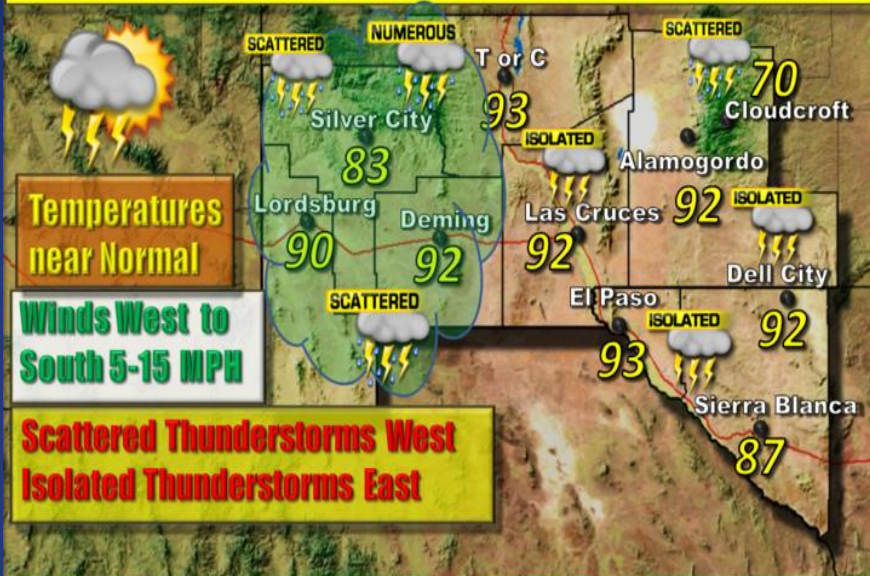 NUMEROUS
SCATTERED
SCATTERED
T or C
93
70
Cloudcroft
Silver City
83
ISOLATED
Alamogordo
92
Temperatures
near Normal
Lordsburg
90
Deming
92
Las Cruces
92
ISOLATED
Dell City
92
Winds West to
South 5-15 MPH
SCATTERED
El Paso
93
ISOLATED
Sierra Blanca
87
Scattered Thunderstorms West
Isolated Thunderstorms East